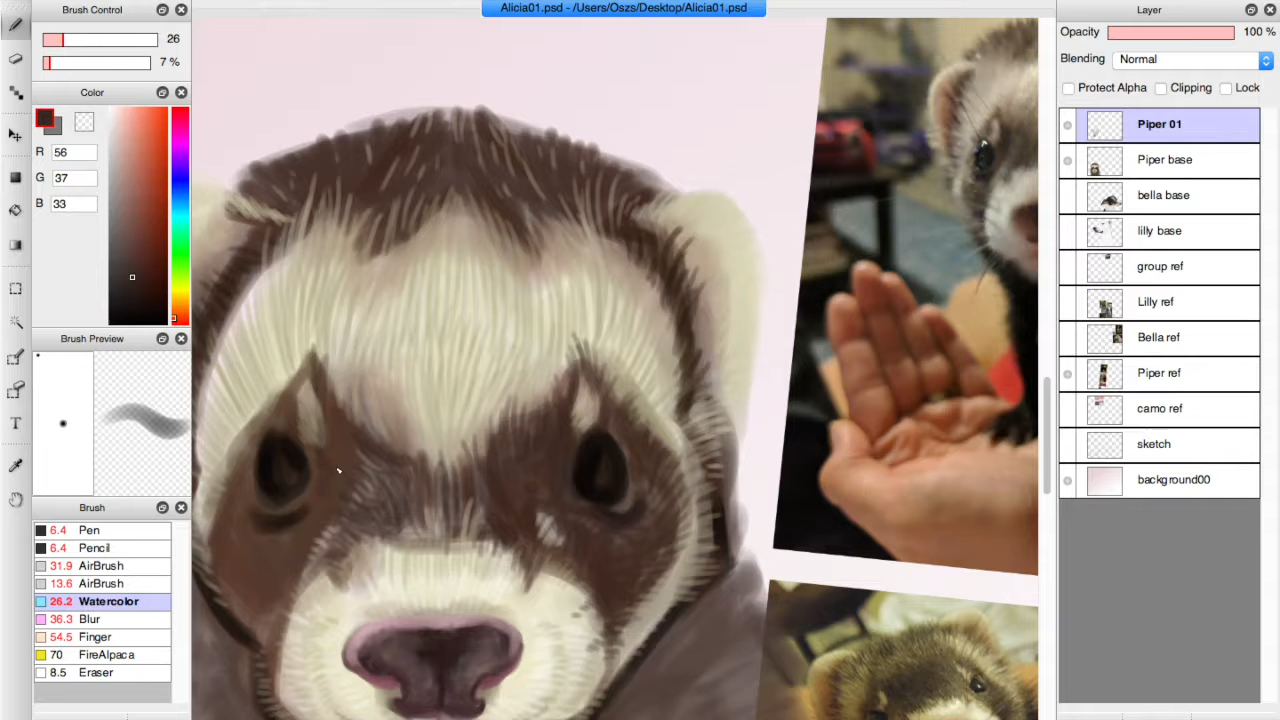 Alicia01.psd - /Users/Oszs/Desktop/Alicia01.psd
Brush Control
26
7 %
Color
R 56
G 37
B 33
Brush Preview
T
Brush
6.4 Pen
6.4 Pencil
31.9 AirBrush
13.6 AirBrush
26.2 Watercolor
36.3 Blur
54.5 Finger
70 FireAlpaca
8.5 Eraser
Layer
Opacity 100 %
Blending Normal
Protect Alpha Clipping Lock
Piper 01
Piper base
bella base
lilly base
group ref
Lilly ref
Bella ref
Piper ref
camo ref
sketch
background00